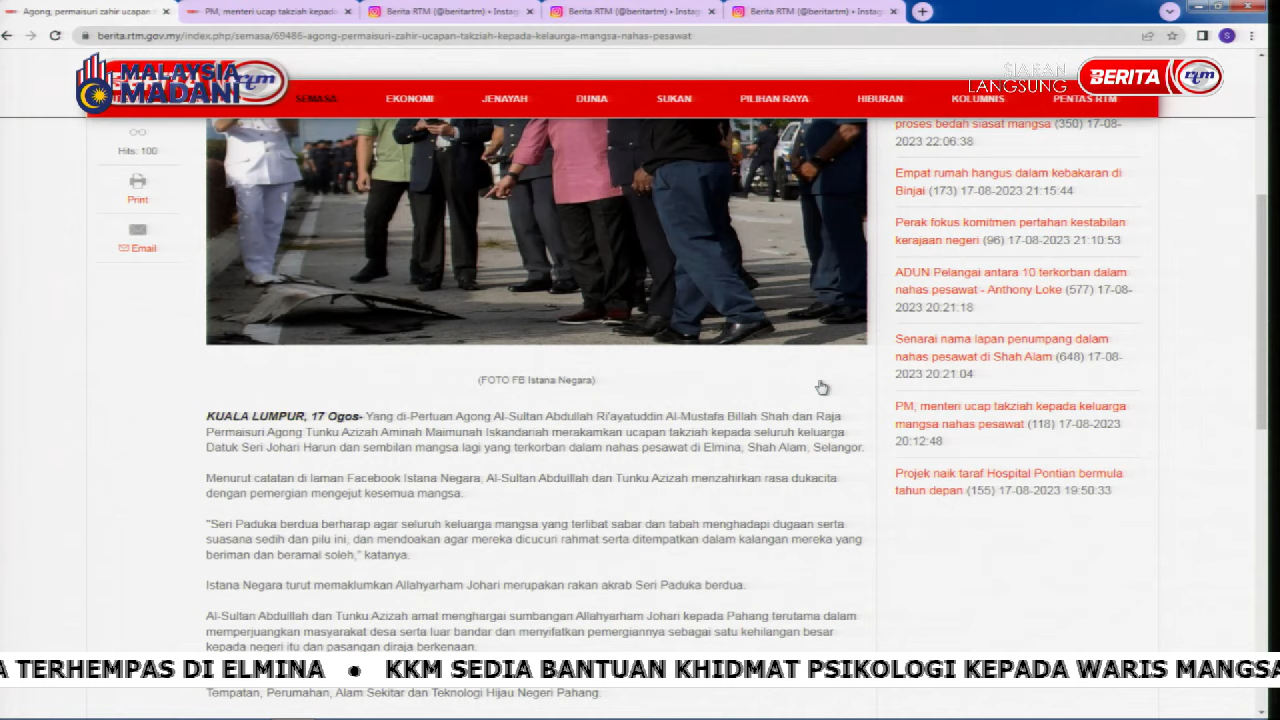 Agong, permaisuri zahir ucapan
PM, menteri ucap takziah kepada
Berita RTM (@beritartm) • Instag
Berita RTM (@beritartm) • Instag
Berita RTM (@beritartm) • Instag
berita.rtm.gov.my/index.php/semasa/69486-agong-permaisuri-zahir-ucapan-takziah-kepada-kelaurga-mangsa-nahas-pesawat
S
MALAYSIA
MADANI
rtm
SIARAN
LANGSUNG
BERITA rtm
SEMASA
EKONOMI
JENAYAH
DUNIA
SUKAN
PILIHAN RAYA
HIBURAN
KOLUMNIS
PENTAS RTM
Hits: 100
Print
Email
(FOTO FB Istana Negara)
KUALA LUMPUR, 17 Ogos- Yang di-Pertuan Agong Al-Sultan Abdullah Ri'ayatuddin Al-Mustafa Billah Shah dan Raja
Permaisuri Agong Tunku Azizah Aminah Maimunah Iskandariah merakamkan ucapan takziah kepada seluruh keluarga
Datuk Seri Johari Harun dan sembilan mangsa lagi yang terkorban dalam nahas pesawat di Elmina, Shah Alam, Selangor.
Menurut catatan di laman Facebook Istana Negara, Al-Sultan Abdullah dan Tunku Azizah menzahirkan rasa dukacita
dengan pemergian mengejut kesemua mangsa.
"Seri Paduka berdua berharap agar seluruh keluarga mangsa yang terlibat sabar dan tabah menghadapi dugaan serta
suasana sedih dan pilu ini, dan mendoakan agar mereka dicucuri rahmat serta ditempatkan dalam kalangan mereka yang
beriman dan beramal soleh," katanya.
Istana Negara turut memaklumkan Allahyarham Johari merupakan rakan akrab Seri Paduka berdua.
Al-Sultan Abdullah dan Tunku Azizah amat menghargai sumbangan Allahyarham Johari kepada Pahang terutama dalam
memperjuangkan masyarakat desa serta luar bandar dan menyifatkan pemergiannya sebagai satu kehilangan besar
kepada negeri itu dan pasangan diraja berkenaan.
Tempatan, Perumahan, Alam Sekitar dan Teknologi Hijau Negeri Pahang.
proses bedah siasat mangsa (350) 17-08-
2023 22:06:38
Empat rumah hangus dalam kebakaran di
Binjai (173) 17-08-2023 21:15:44
Perak fokus komitmen pertahan kestabilan
kerajaan negeri (96) 17-08-2023 21:10:53
ADUN Pelangai antara 10 terkorban dalam
nahas pesawat - Anthony Loke (577) 17-08-
2023 20:21:18
Senarai nama lapan penumpang dalam
pesawat di Shah Alam (648) 17-08-
2023 20:21:04
PM, menteri ucap takziah kepada keluarga
mangsa nahas pesawat (118) 17-08-2023
20:12:48
Projek naik taraf Hospital Pontian bermula
tahun depan (155) 17-08-2023 19:50:33
A TERHEMPAS DI ELMINA • KKM SEDIA BANTUAN KHIDMAT PSIKOLOGI KEPADA WARIS MANGSA